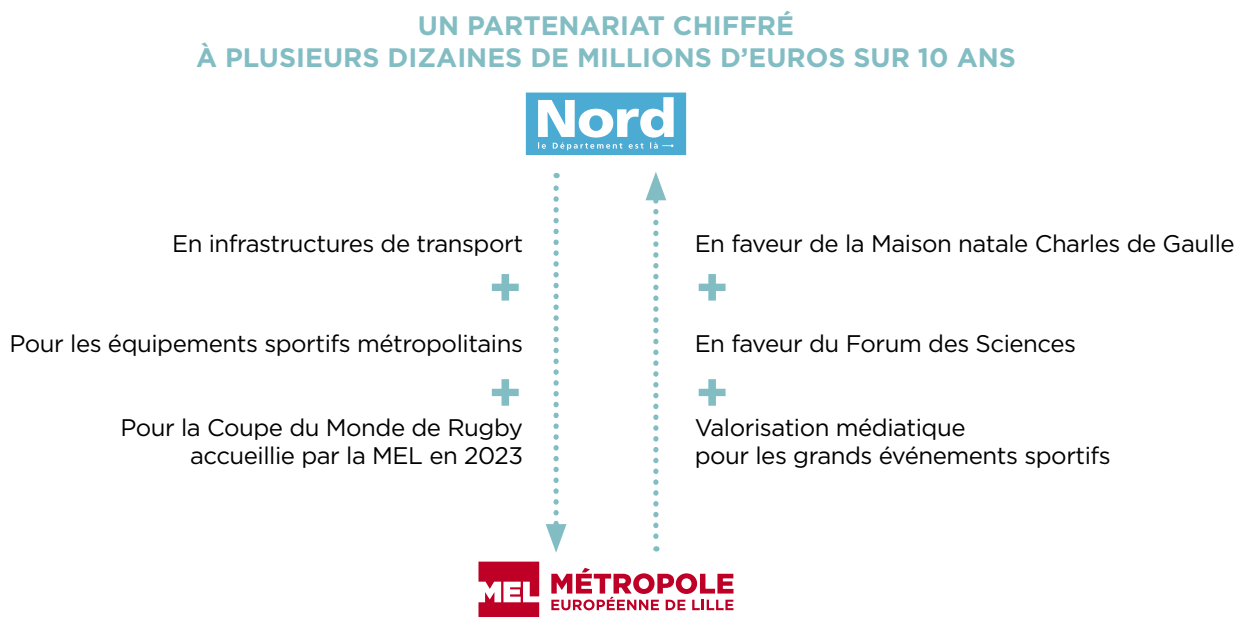 UN PARTENARIAT CHIFFRÉ
À PLUSIEURS DIZAINES DE MILLIONS D’EUROS SUR 10 ANS
Nord
le Département est là →
En infrastructures de transport
+
Pour les équipements sportifs métropolitains
+
Pour la Coupe du Monde de Rugby
accueillie par la MEL en 2023
En faveur de la Maison natale Charles de Gaulle
+
En faveur du Forum des Sciences
+
Valorisation médiatique
pour les grands événements sportifs
MEL MÉTROPOLE
EUROPÉENNE DE LILLE